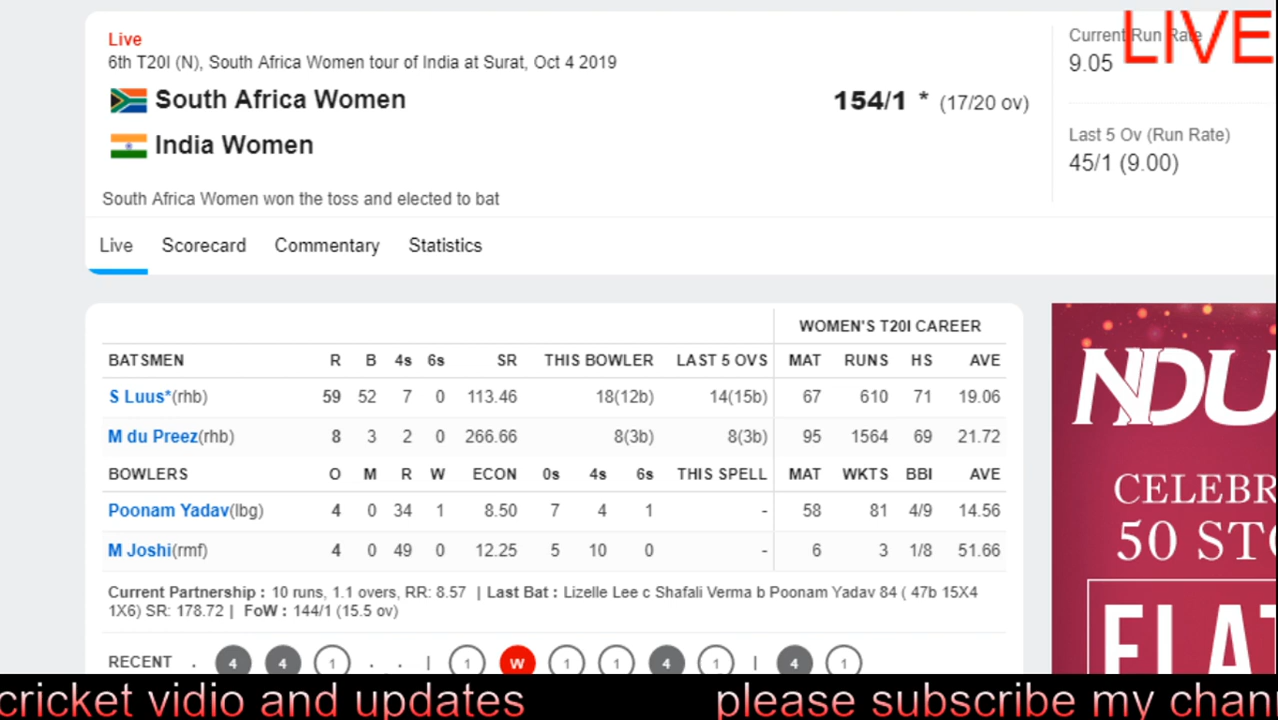 Live
6th T20I (N), South Africa Women tour of India at Surat, Oct 4 2019
South Africa Women 154/1 * (17/20 ov)
India Women
South Africa Women won the toss and elected to bat
Current Run Rate
9.05
LIVE
Last 5 Ov (Run Rate)
45/1 (9.00)
Live Scorecard Commentary Statistics
WOMEN'S T20I CAREER
BATSMEN R B 4s 6s SR THIS BOWLER LAST 5 OVS MAT RUNS HS AVE
S Luus*(rhb) 59 52 7 0 113.46 18(12b) 14(15b) 67 610 71 19.06
M du Preez(rhb) 8 3 2 0 266.66 8(3b) 8(3b) 95 1564 69 21.72
BOWLERS O M R W ECON 0s 4s 6s THIS SPELL MAT WKTS BBI AVE
Poonam Yadav(lbg) 4 0 34 1 8.50 7 4 1 - 58 81 4/9 14.56
M Joshi(rmf) 4 0 49 0 12.25 5 10 0 - 6 3 1/8 51.66
Current Partnership : 10 runs, 1.1 overs, RR: 8.57 | Last Bat : Lizelle Lee c Shafali Verma b Poonam Yadav 84 ( 47b 15X4
1X6) SR: 178.72 | FoW : 144/1 (15.5 ov)
RECENT . 4 4 1 . . | 1 W 1 1 4 1 | 4 1
NDU
CELEBR
50 ST
FLAT
cricket vidio and updates please subscribe my chan